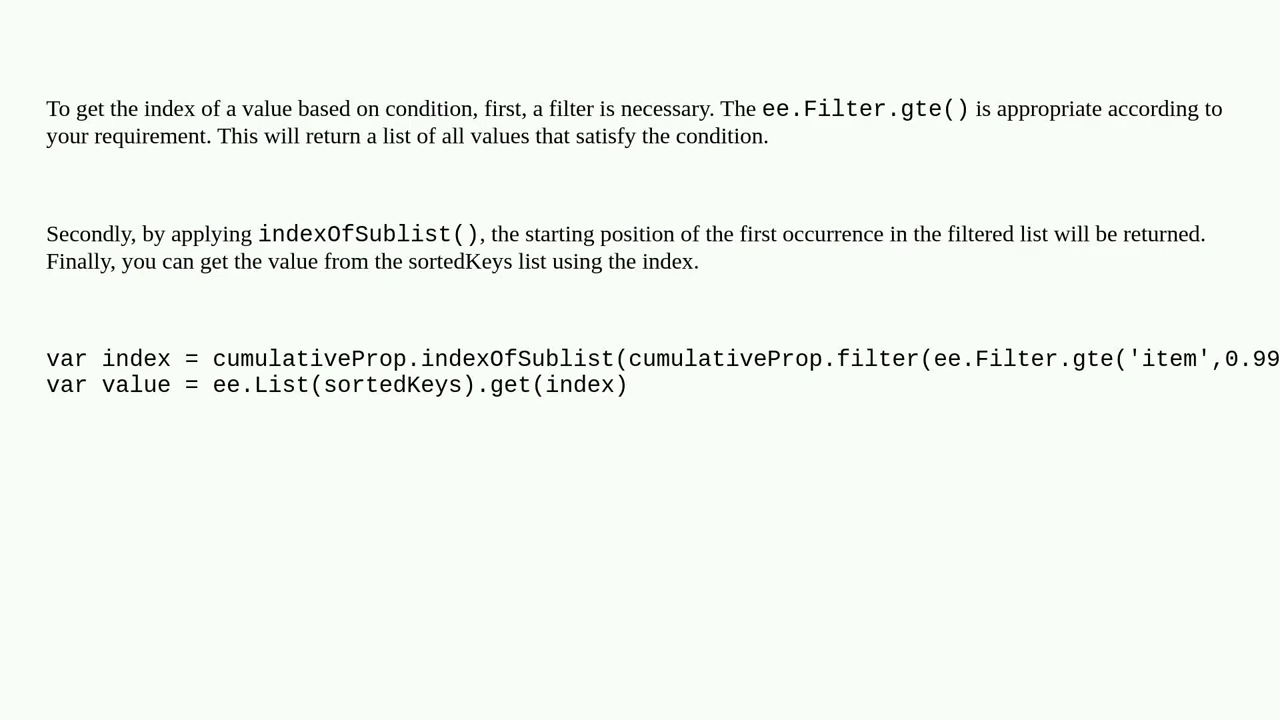 To get the index of a value based on condition, first, a filter is necessary. The ee.Filter.gte() is appropriate according to
your requirement. This will return a list of all values that satisfy the condition.
Secondly, by applying indexOfSublist(), the starting position of the first occurrence in the filtered list will be returned.
Finally, you can get the value from the sortedKeys list using the index.
var index = cumulativeProp.indexOfSublist(cumulativeProp.filter(ee.Filter.gte('item',0.99
var value = ee.List(sortedKeys).get(index)